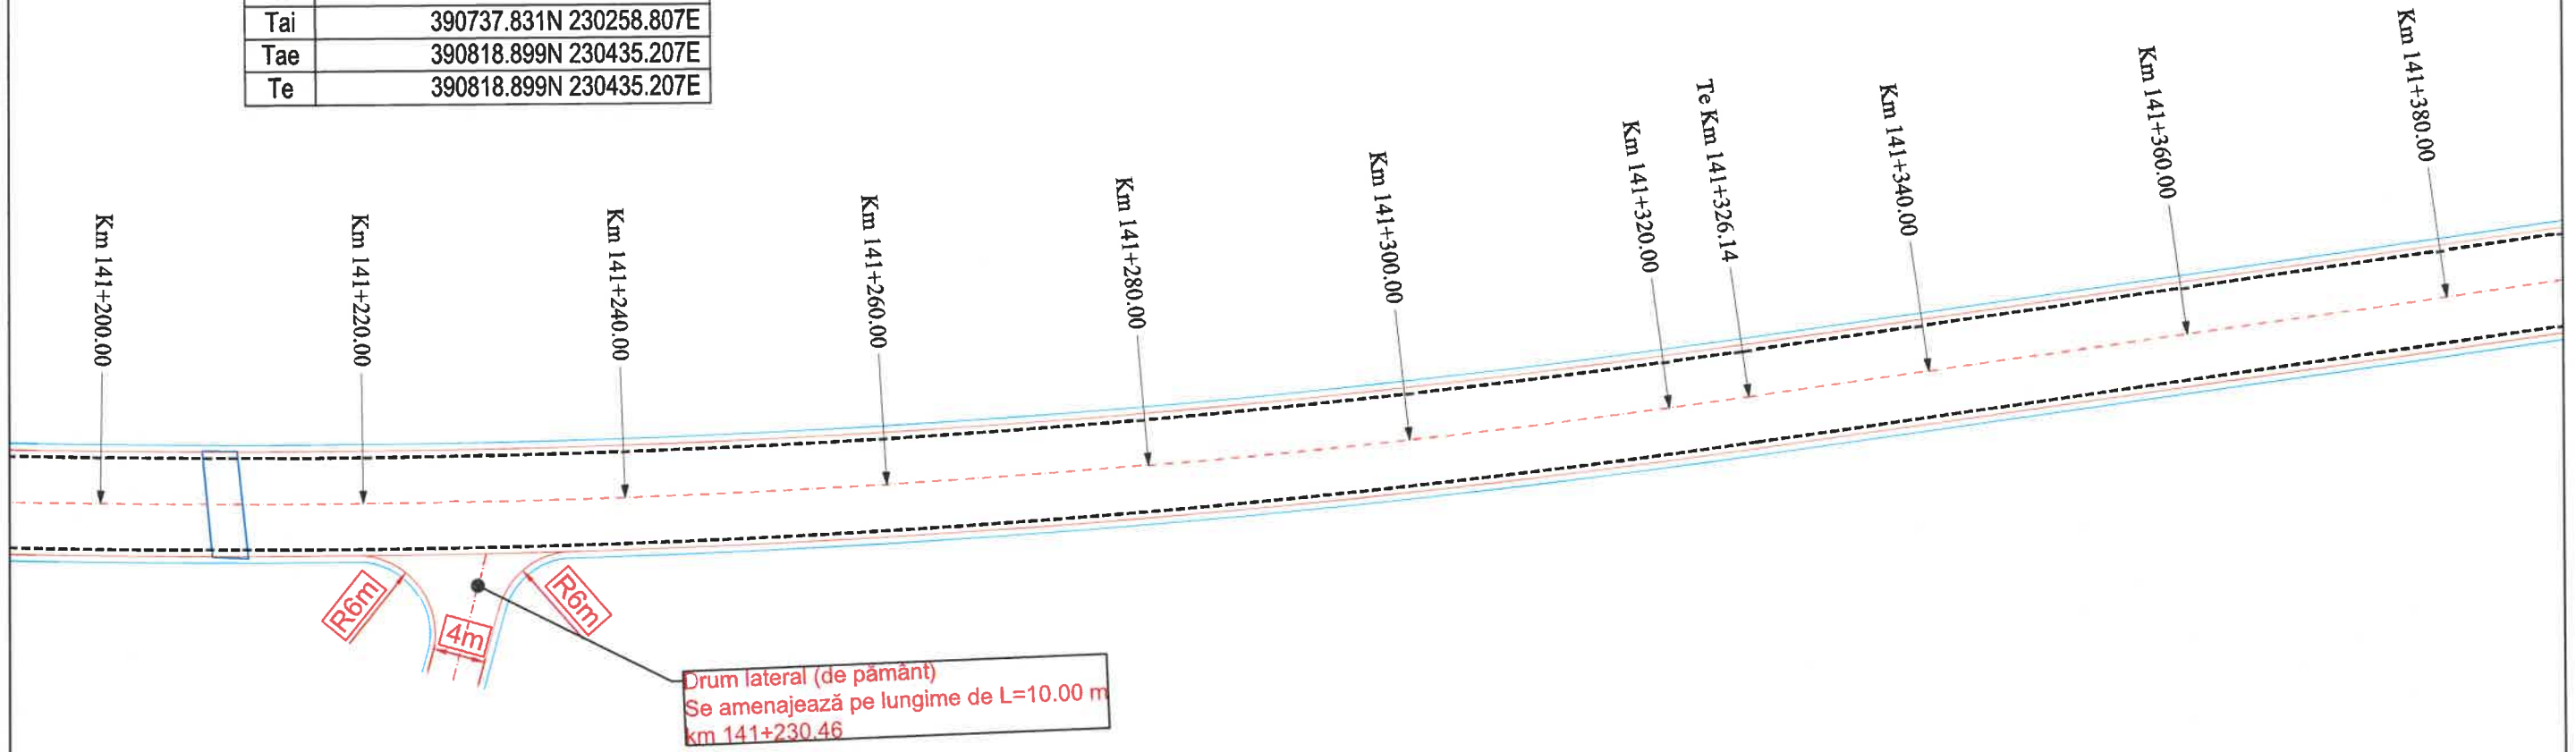 Tai 390737.831N 230258.807E
Tae 390818.899N 230435.207E
Te 390818.899N 230435.207E
Km 141+200.00
Km 141+220.00
Km 141+240.00
Km 141+260.00
Km 141+280.00
Km 141+300.00
Km 141+320.00
Te Km 141+326.14
Km 141+340.00
Km 141+360.00
Km 141+380.00
R6m
4m
R6m
Drum lateral (de pământ)
Se amenajează pe lungime de L=10.00 m
km 141+230.46